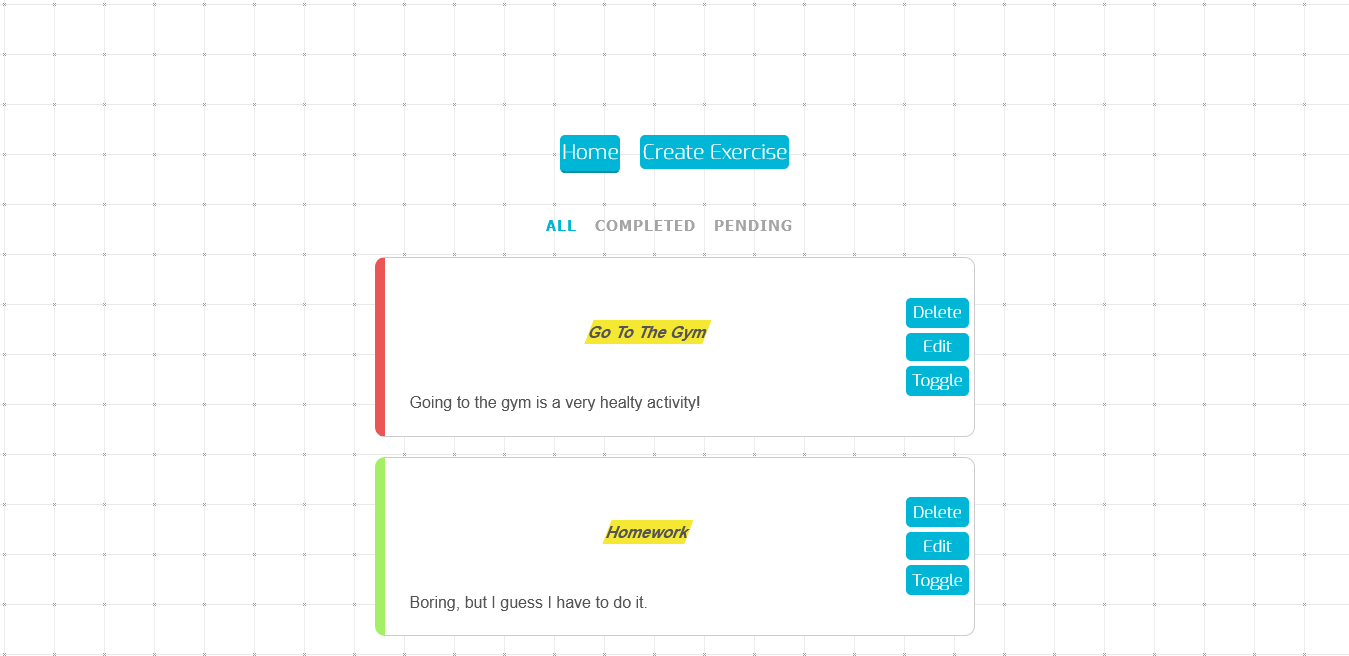 Home Create Exercise
ALL COMPLETED PENDING
Go To The Gym
Delete
Edit
Toggle
Going to the gym is a very healty activity!
Homework
Delete
Edit
Toggle
Boring, but I guess I have to do it.